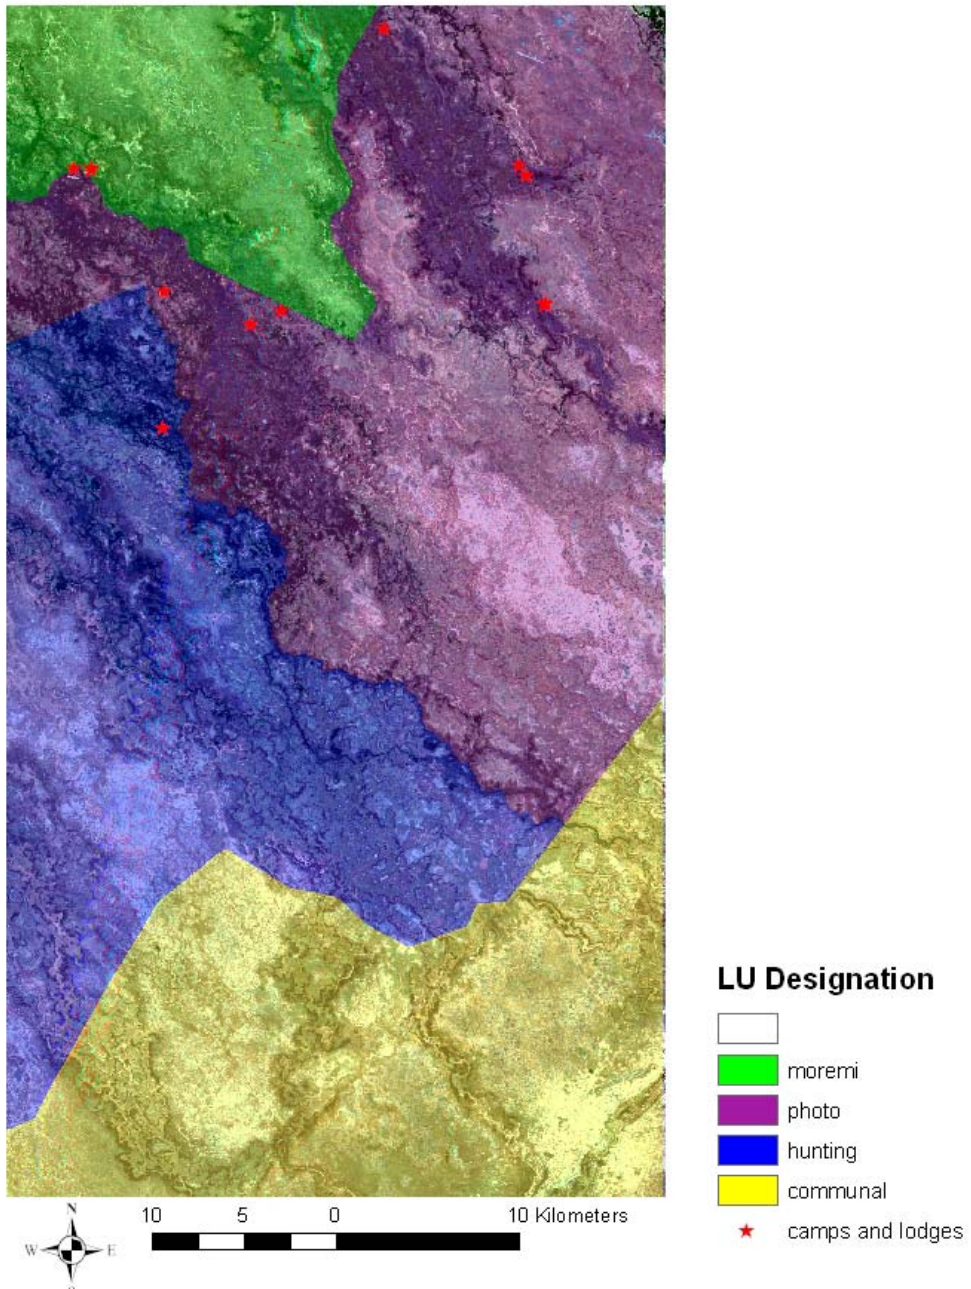 LU Designation
moremi
photo
hunting
communal
camps and lodges
N
W E
10 5 0 10 Kilometers